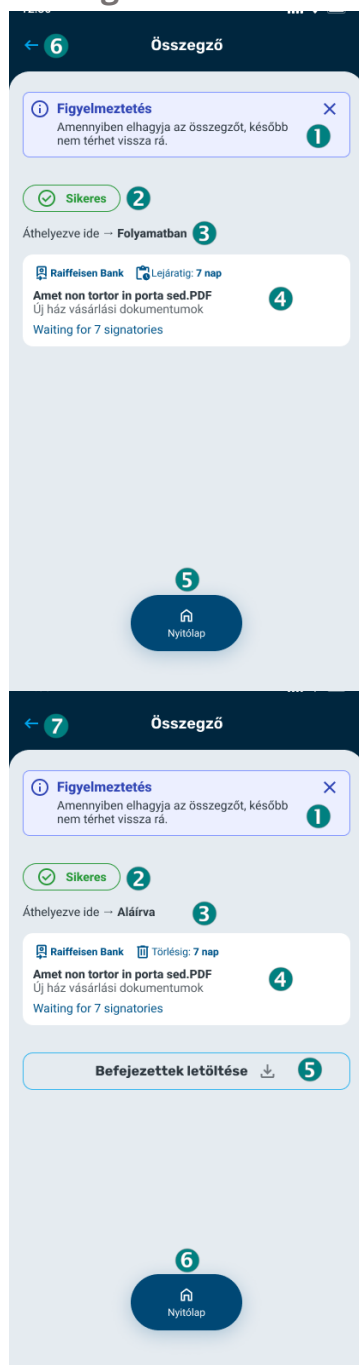 ← 6 Összegző
Figyelmeztetés
Amennyiben elhagyja az összegzőt, később
nem térhet vissza rá.
1
Sikeres 2
Áthelyezve ide → Folyamatban 3
Raiffeisen Bank Lejáratig: 7 nap
Amet non tortor in porta sed.PDF 4
Új ház vásárlási dokumentumok
Waiting for 7 signatories
5
Nyitólap
← 7 Összegző
Figyelmeztetés
Amennyiben elhagyja az összegzőt, később
nem térhet vissza rá.
1
Sikeres 2
Áthelyezve ide → Aláírva 3
Raiffeisen Bank Törlésig: 7 nap
Amet non tortor in porta sed.PDF 4
Új ház vásárlási dokumentumok
Waiting for 7 signatories
Befejezettek letöltése 5
6
Nyitólap